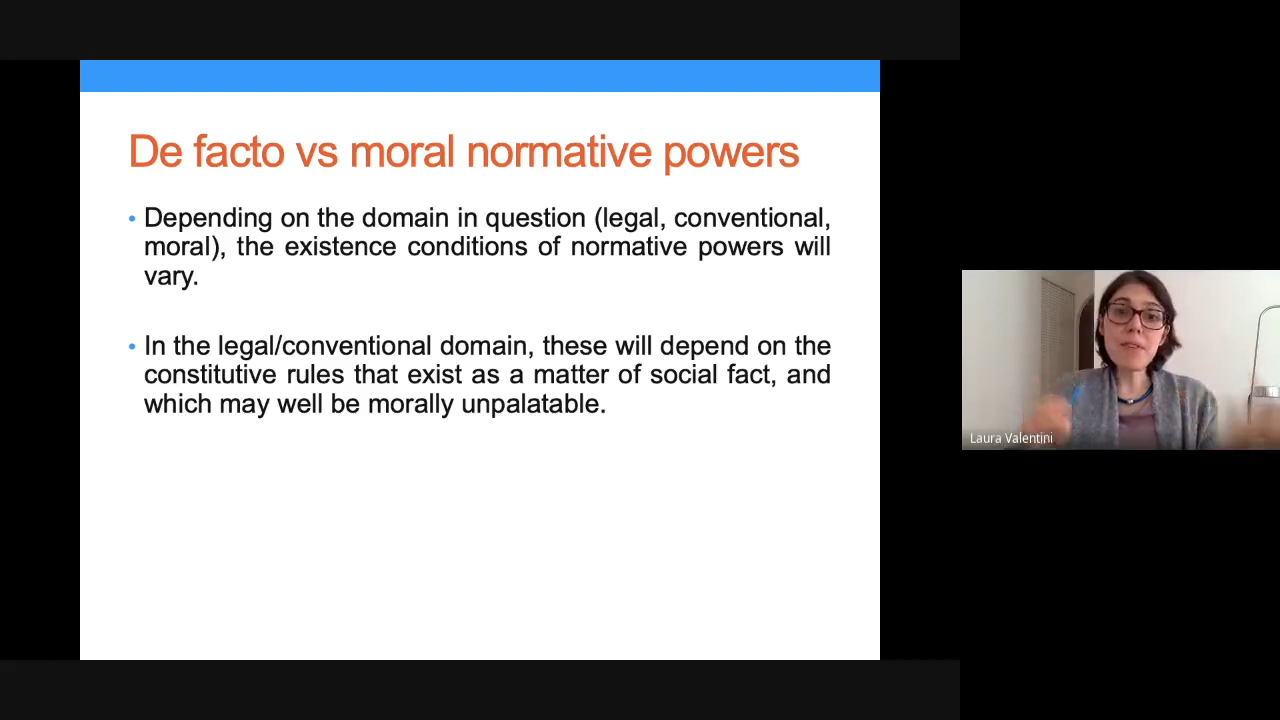 De facto vs moral normative powers
• Depending on the domain in question (legal, conventional,
moral), the existence conditions of normative powers will
vary.
• In the legal/conventional domain, these will depend on the
constitutive rules that exist as a matter of social fact, and
which may well be morally unpalatable.
Laura Valentini